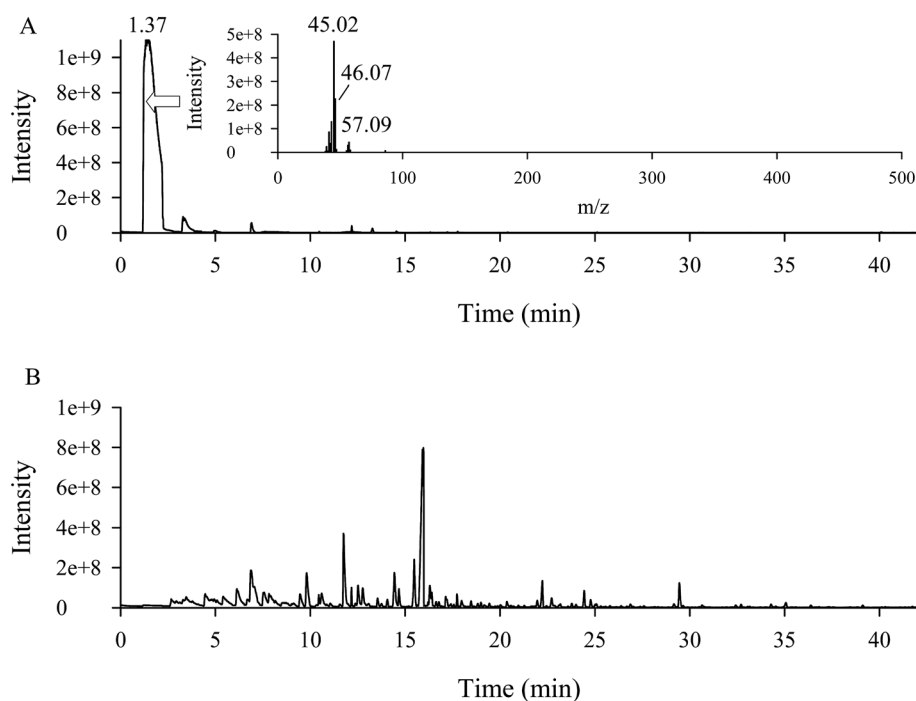 A
1.37
45.02
46.07
57.09
Intensity
5e+8
4e+8
3e+8
2e+8
1e+8
0
0 100 200 300 400 500
m/z
Intensity
1e+9
8e+8
6e+8
4e+8
2e+8
0
0 5 10 15 20 25 30 35 40
Time (min)
B
Intensity
1e+9
8e+8
6e+8
4e+8
2e+8
0
0 5 10 15 20 25 30 35 40
Time (min)